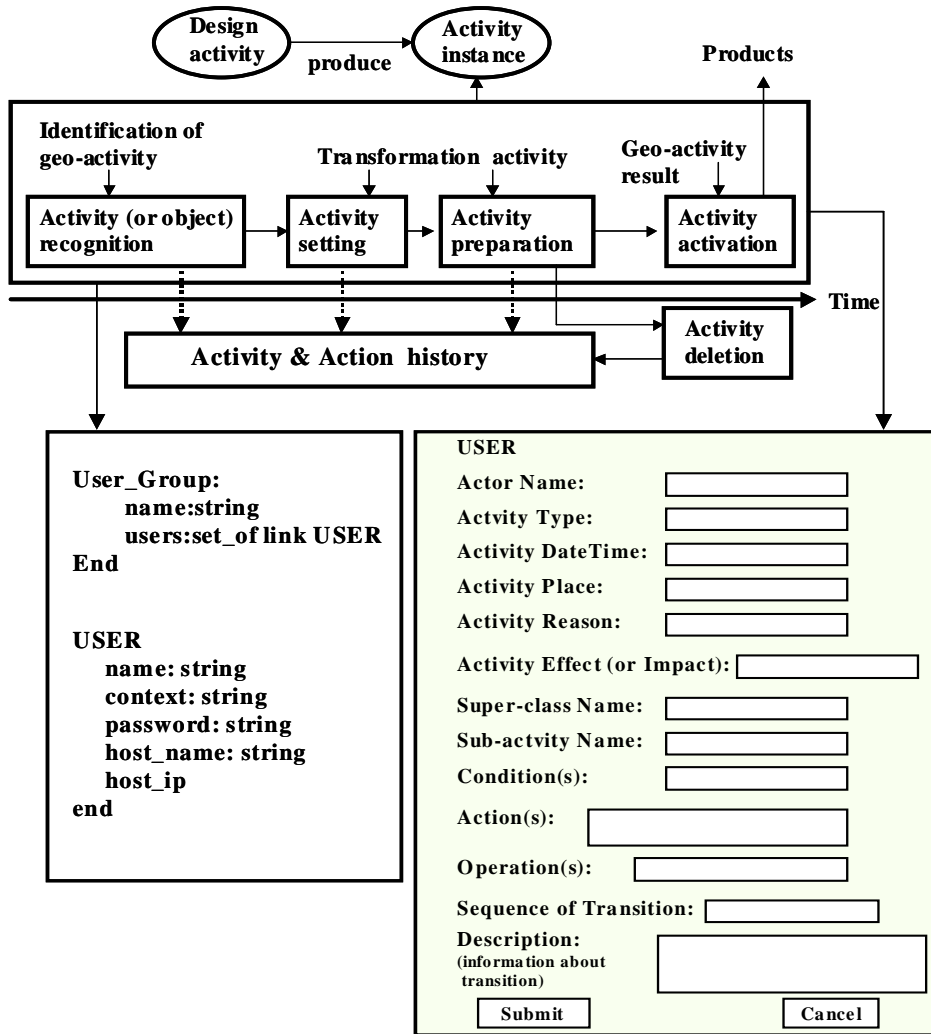 Design
activity
produce
Activity
instance
Products
Identification of
geo-activity
Transformation activity
Geo-activity
result
Activity (or object)
recognition
Activity
setting
Activity
preparation
Activity
activation
Time
Activity & Action history
Activity
deletion
User_Group:
name:string
users:set_of link USER
End
USER
name: string
context: string
password: string
host_name: string
host_ip
end
USER
Actor Name:
Actvity Type:
Activity DateTime:
Activity Place:
Activity Reason:
Activity Effect (or Impact):
Super-class Name:
Sub-actvity Name:
Condition(s):
Action(s):
Operation(s):
Sequence of Transition:
Description:
(information about
transition)
Submit
Cancel